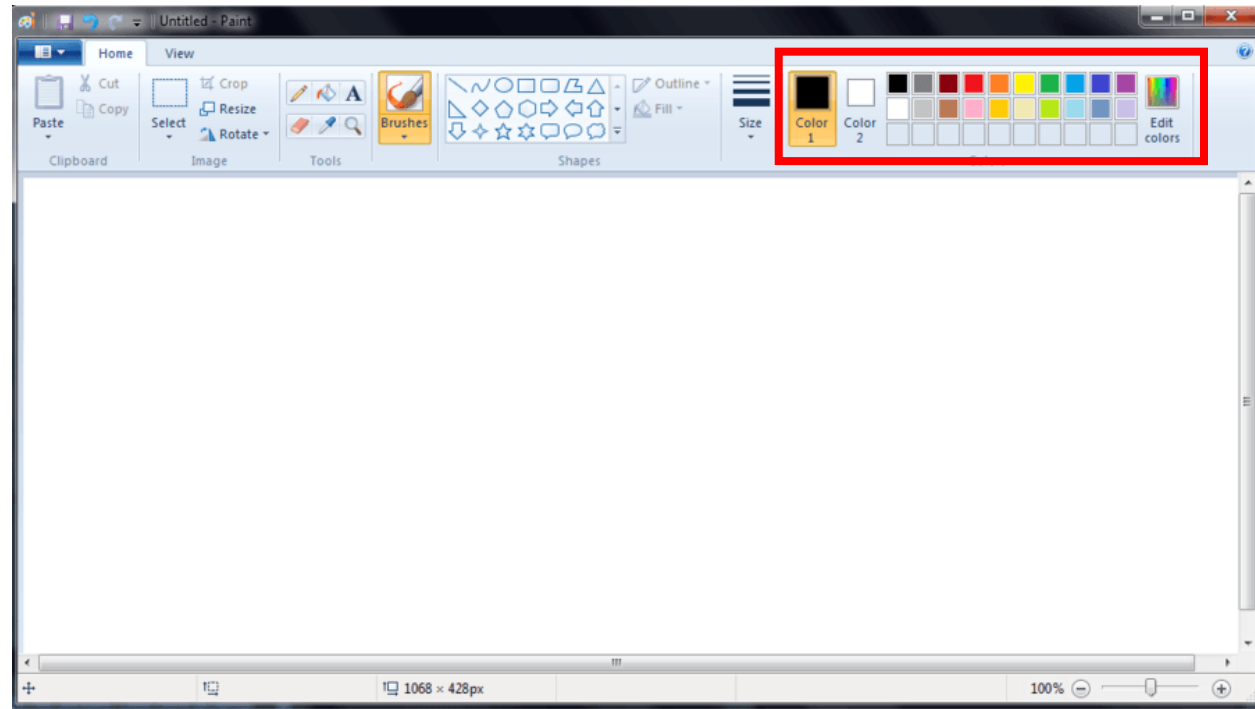 Untitled - Paint
Home View
Cut
Copy
Paste
Clipboard
Crop
Resize
Rotate
Select
Image
A
Tools
Brushes
Outline
Fill
Shapes
Size
Color
1
Color
2
Edit
colors
1068 × 428px
100%